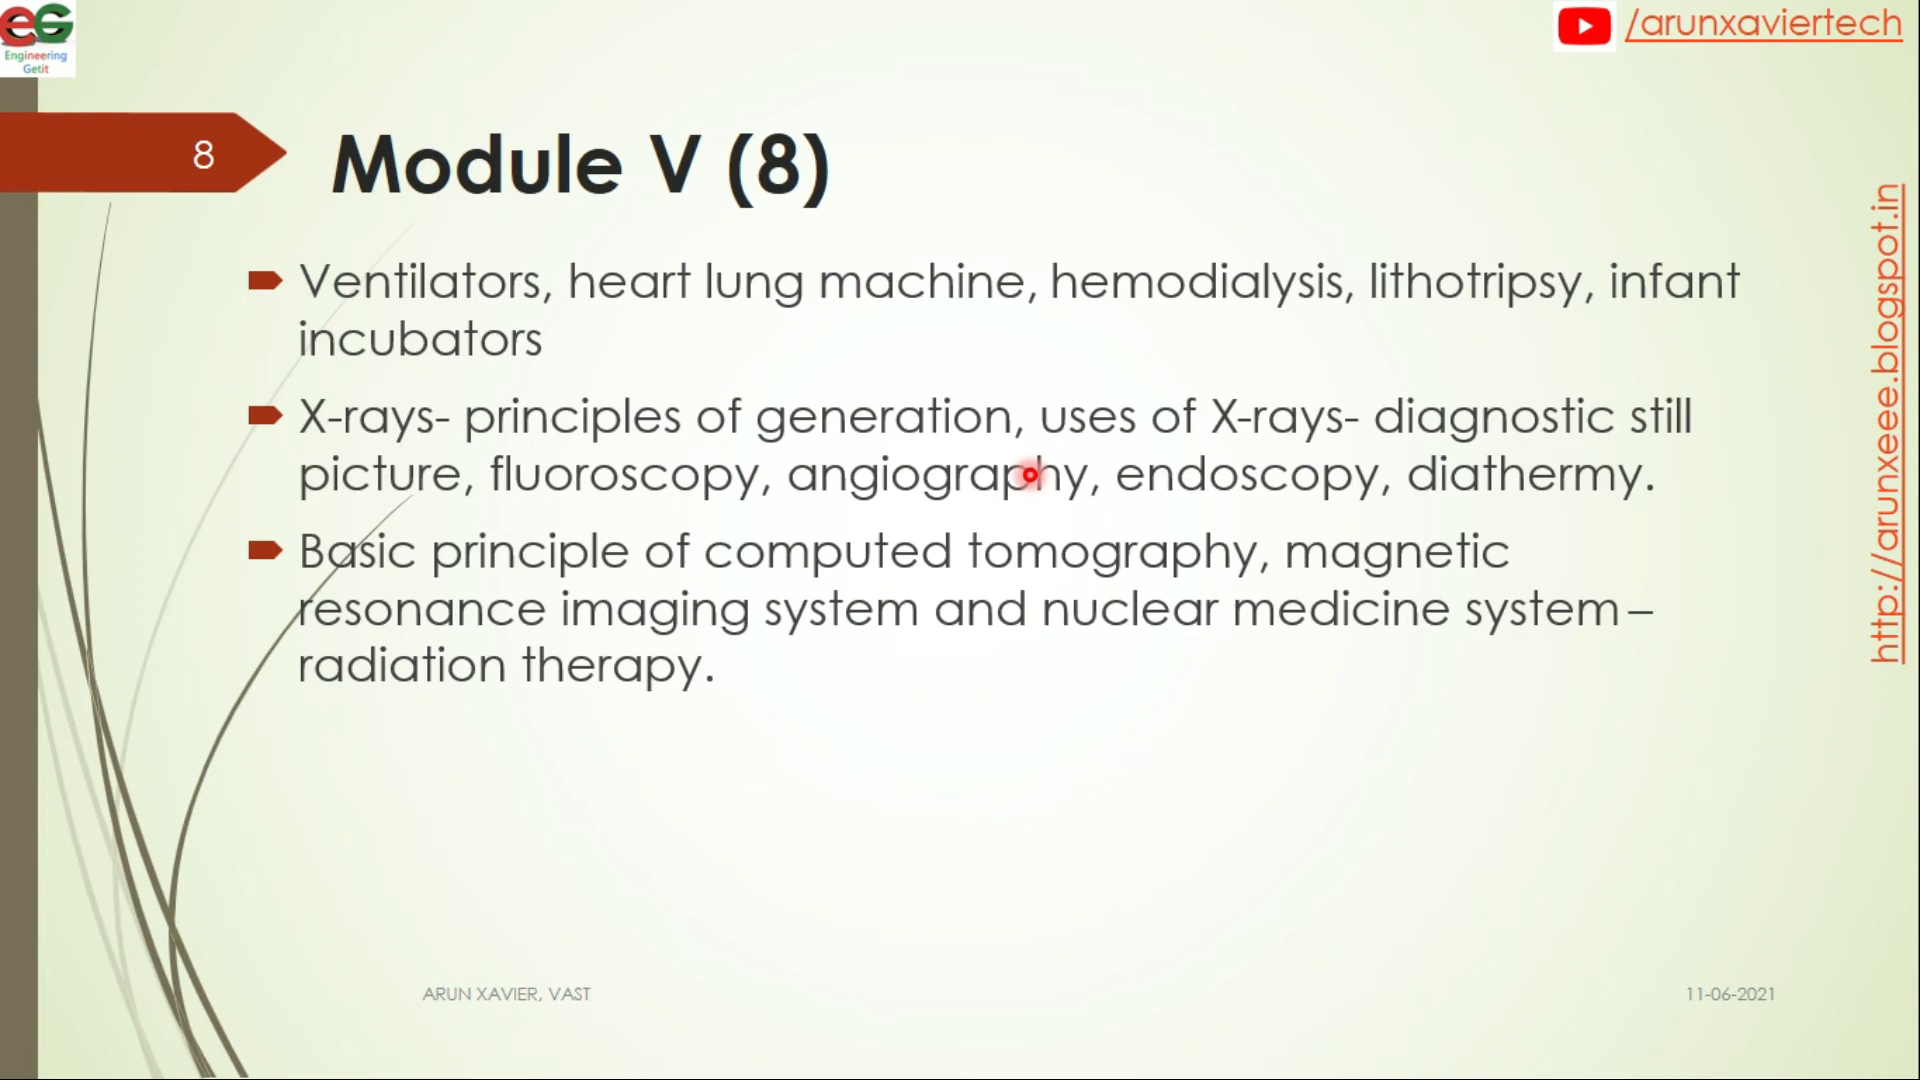 eG
Engineering
Getit
/arunxaviertech
8
Module V (8)
Ventilators, heart lung machine, hemodialysis, lithotripsy, infant
incubators
X-rays- principles of generation, uses of X-rays- diagnostic still
picture, fluoroscopy, angiography, endoscopy, diathermy.
Basic principle of computed tomography, magnetic
resonance imaging system and nuclear medicine system –
radiation therapy.
http://arunxeee.blogspot.in
ARUN XAVIER, VAST
11-06-2021